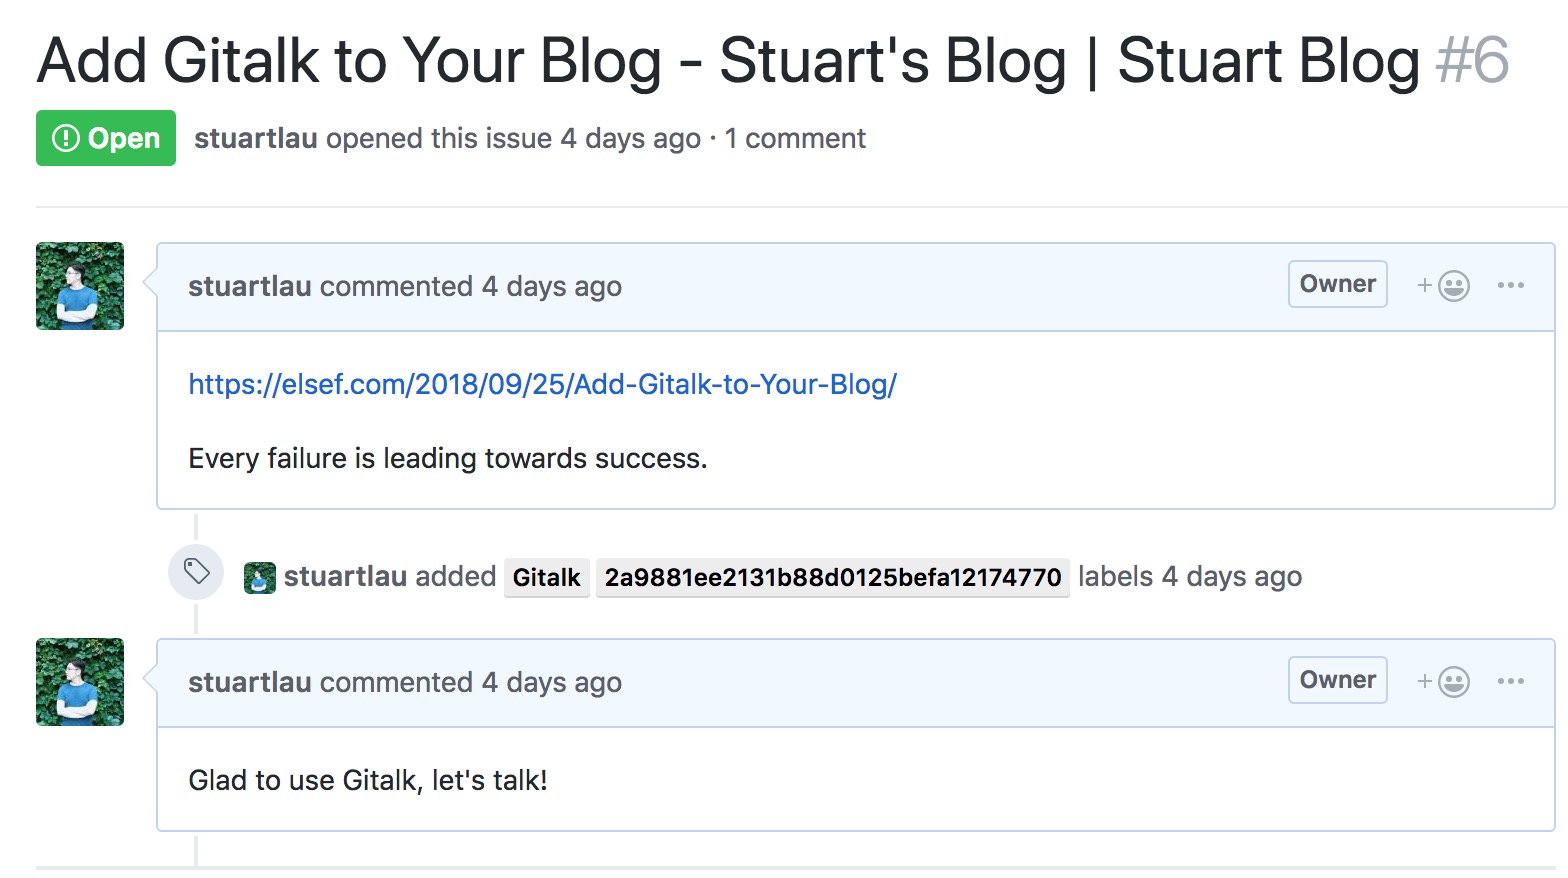 Add Gitalk to Your Blog - Stuart's Blog | Stuart Blog #6
Open stuartlau opened this issue 4 days ago · 1 comment
stuartlau commented 4 days ago Owner
https://elsef.com/2018/09/25/Add-Gitalk-to-Your-Blog/
Every failure is leading towards success.
stuartlau added Gitalk 2a9881ee2131b88d0125befa12174770 labels 4 days ago
stuartlau commented 4 days ago Owner
Glad to use Gitalk, let's talk!